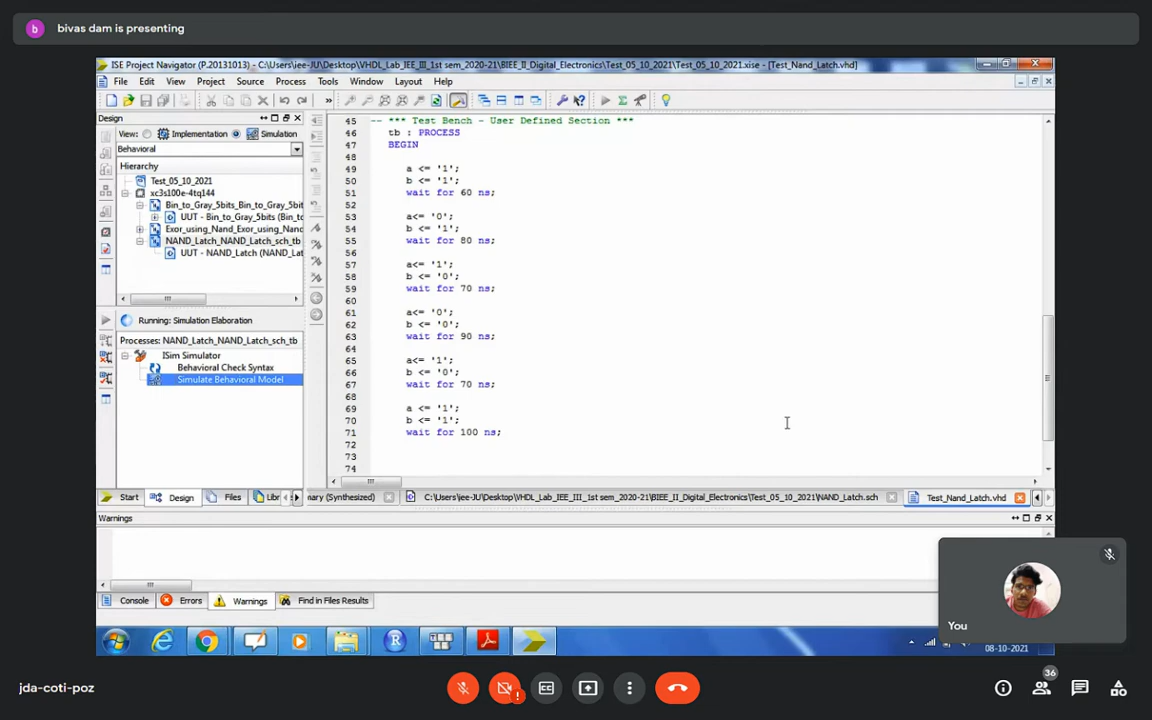 b
bivas dam is presenting
ISE Project Navigator (P.20131013) - C:\Users\iee-JU\Desktop\VHDL_Lab_IEE_III_1st sem_2020-21\BIEE_II_Digital_Electronics\Test_05_10_2021\Test_05_10_2021.xise - [Test_Nand_Latch.vhd]
File Edit View Project Source Process Tools Window Layout Help
Design
View: Implementation Simulation
Behavioral
Hierarchy
Test_05_10_2021
xc3s100e-4tq144
Bin_to_Gray_5bits_Bin_to_Gray_5
UUT - Bin_to_Gray_5bits (Bin_to
Exor_using_Nand_Exor_using_Nan
NAND_Latch_NAND_Latch_sch_tb
UUT - NAND_Latch (NAND_Lat
Running: Simulation Elaboration
Processes: NAND_Latch_NAND_Latch_sch_tb
ISim Simulator
Behavioral Check Syntax
Simulate Behavioral Model
45 -- *** Test Bench - User Defined Section ***
46 tb : PROCESS
47 BEGIN
48
49 a <= '1';
50 b <= '1';
51 wait for 60 ns;
52
53 a<= '0';
54 b <= '1';
55 wait for 80 ns;
56
57 a<= '1';
58 b <= '0';
59 wait for 70 ns;
60
61 a<= '0';
62 b <= '0';
63 wait for 90 ns;
64
65 a<= '1';
66 b <= '0';
67 wait for 70 ns;
68
69 a <= '1';
70 b <= '1';
71 wait for 100 ns;
72
73
74
Start Design Files Libr
mary (Synthesized) C:\Users\iee-JU\Desktop\VHDL_Lab_IEE_III_1st sem_2020-21\BIEE_II_Digital_Electronics\Test_05_10_2021\NAND_Latch.sch Test_Nand_Latch.vhd
Warnings
Console Errors Warnings Find in Files Results
You
08-10-2021
jda-coti-poz
36